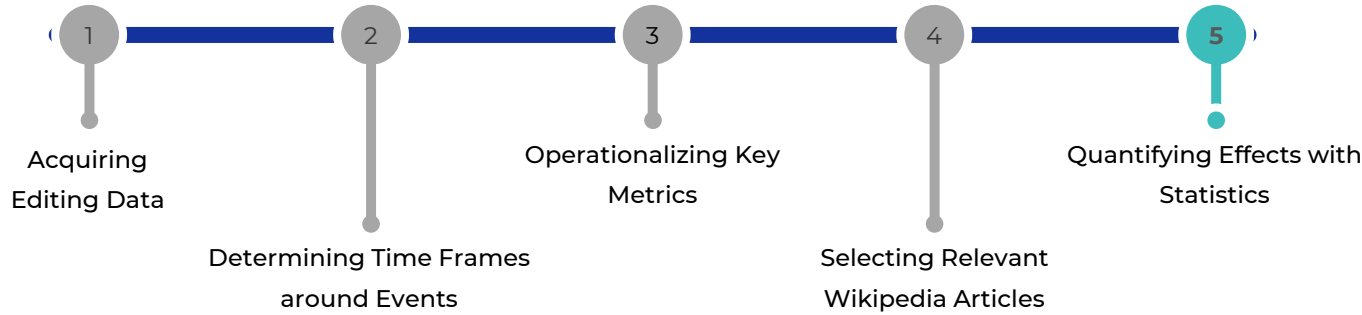 1
2
3
4
5
Acquiring
Editing Data
Determining Time Frames
around Events
Operationalizing Key
Metrics
Selecting Relevant
Wikipedia Articles
Quantifying Effects with
Statistics